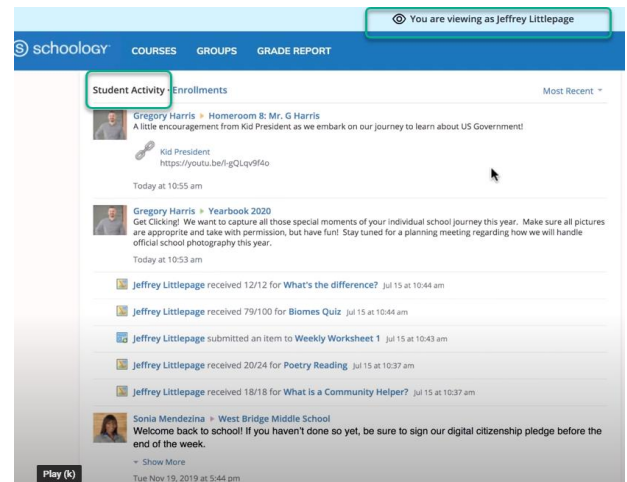 You are viewing as Jeffrey Littlepage
S schoology® COURSES GROUPS GRADE REPORT
Student Activity · Enrollments Most Recent
Gregory Harris ▸ Homeroom 8: Mr. G Harris
A little encouragement from Kid President as we embark on our journey to learn about US Government!
Kid President
https://youtu.be/l-gQLqv9f4o
Today at 10:55 am
Gregory Harris ▸ Yearbook 2020
Get Clicking! We want to capture all those special moments of your individual school journey this year. Make sure all pictures
are approprite and take with permission, but have fun! Stay tuned for a planning meeting regarding how we will handle
official school photography this year.
Today at 10:53 am
Jeffrey Littlepage received 12/12 for What's the difference? Jul 15 at 10:44 am
Jeffrey Littlepage received 79/100 for Biomes Quiz Jul 15 at 10:44 am
Jeffrey Littlepage submitted an item to Weekly Worksheet 1 Jul 15 at 10:43 am
Jeffrey Littlepage received 20/24 for Poetry Reading Jul 15 at 10:37 am
Jeffrey Littlepage received 18/18 for What is a Community Helper? Jul 15 at 10:37 am
Sonia Mendezina ▸ West Bridge Middle School
Welcome back to school! If you haven't done so yet, be sure to sign our digital citizenship pledge before the
end of the week.
Show More
Play (k)
Tue Nov 19, 2019 at 5:44 pm